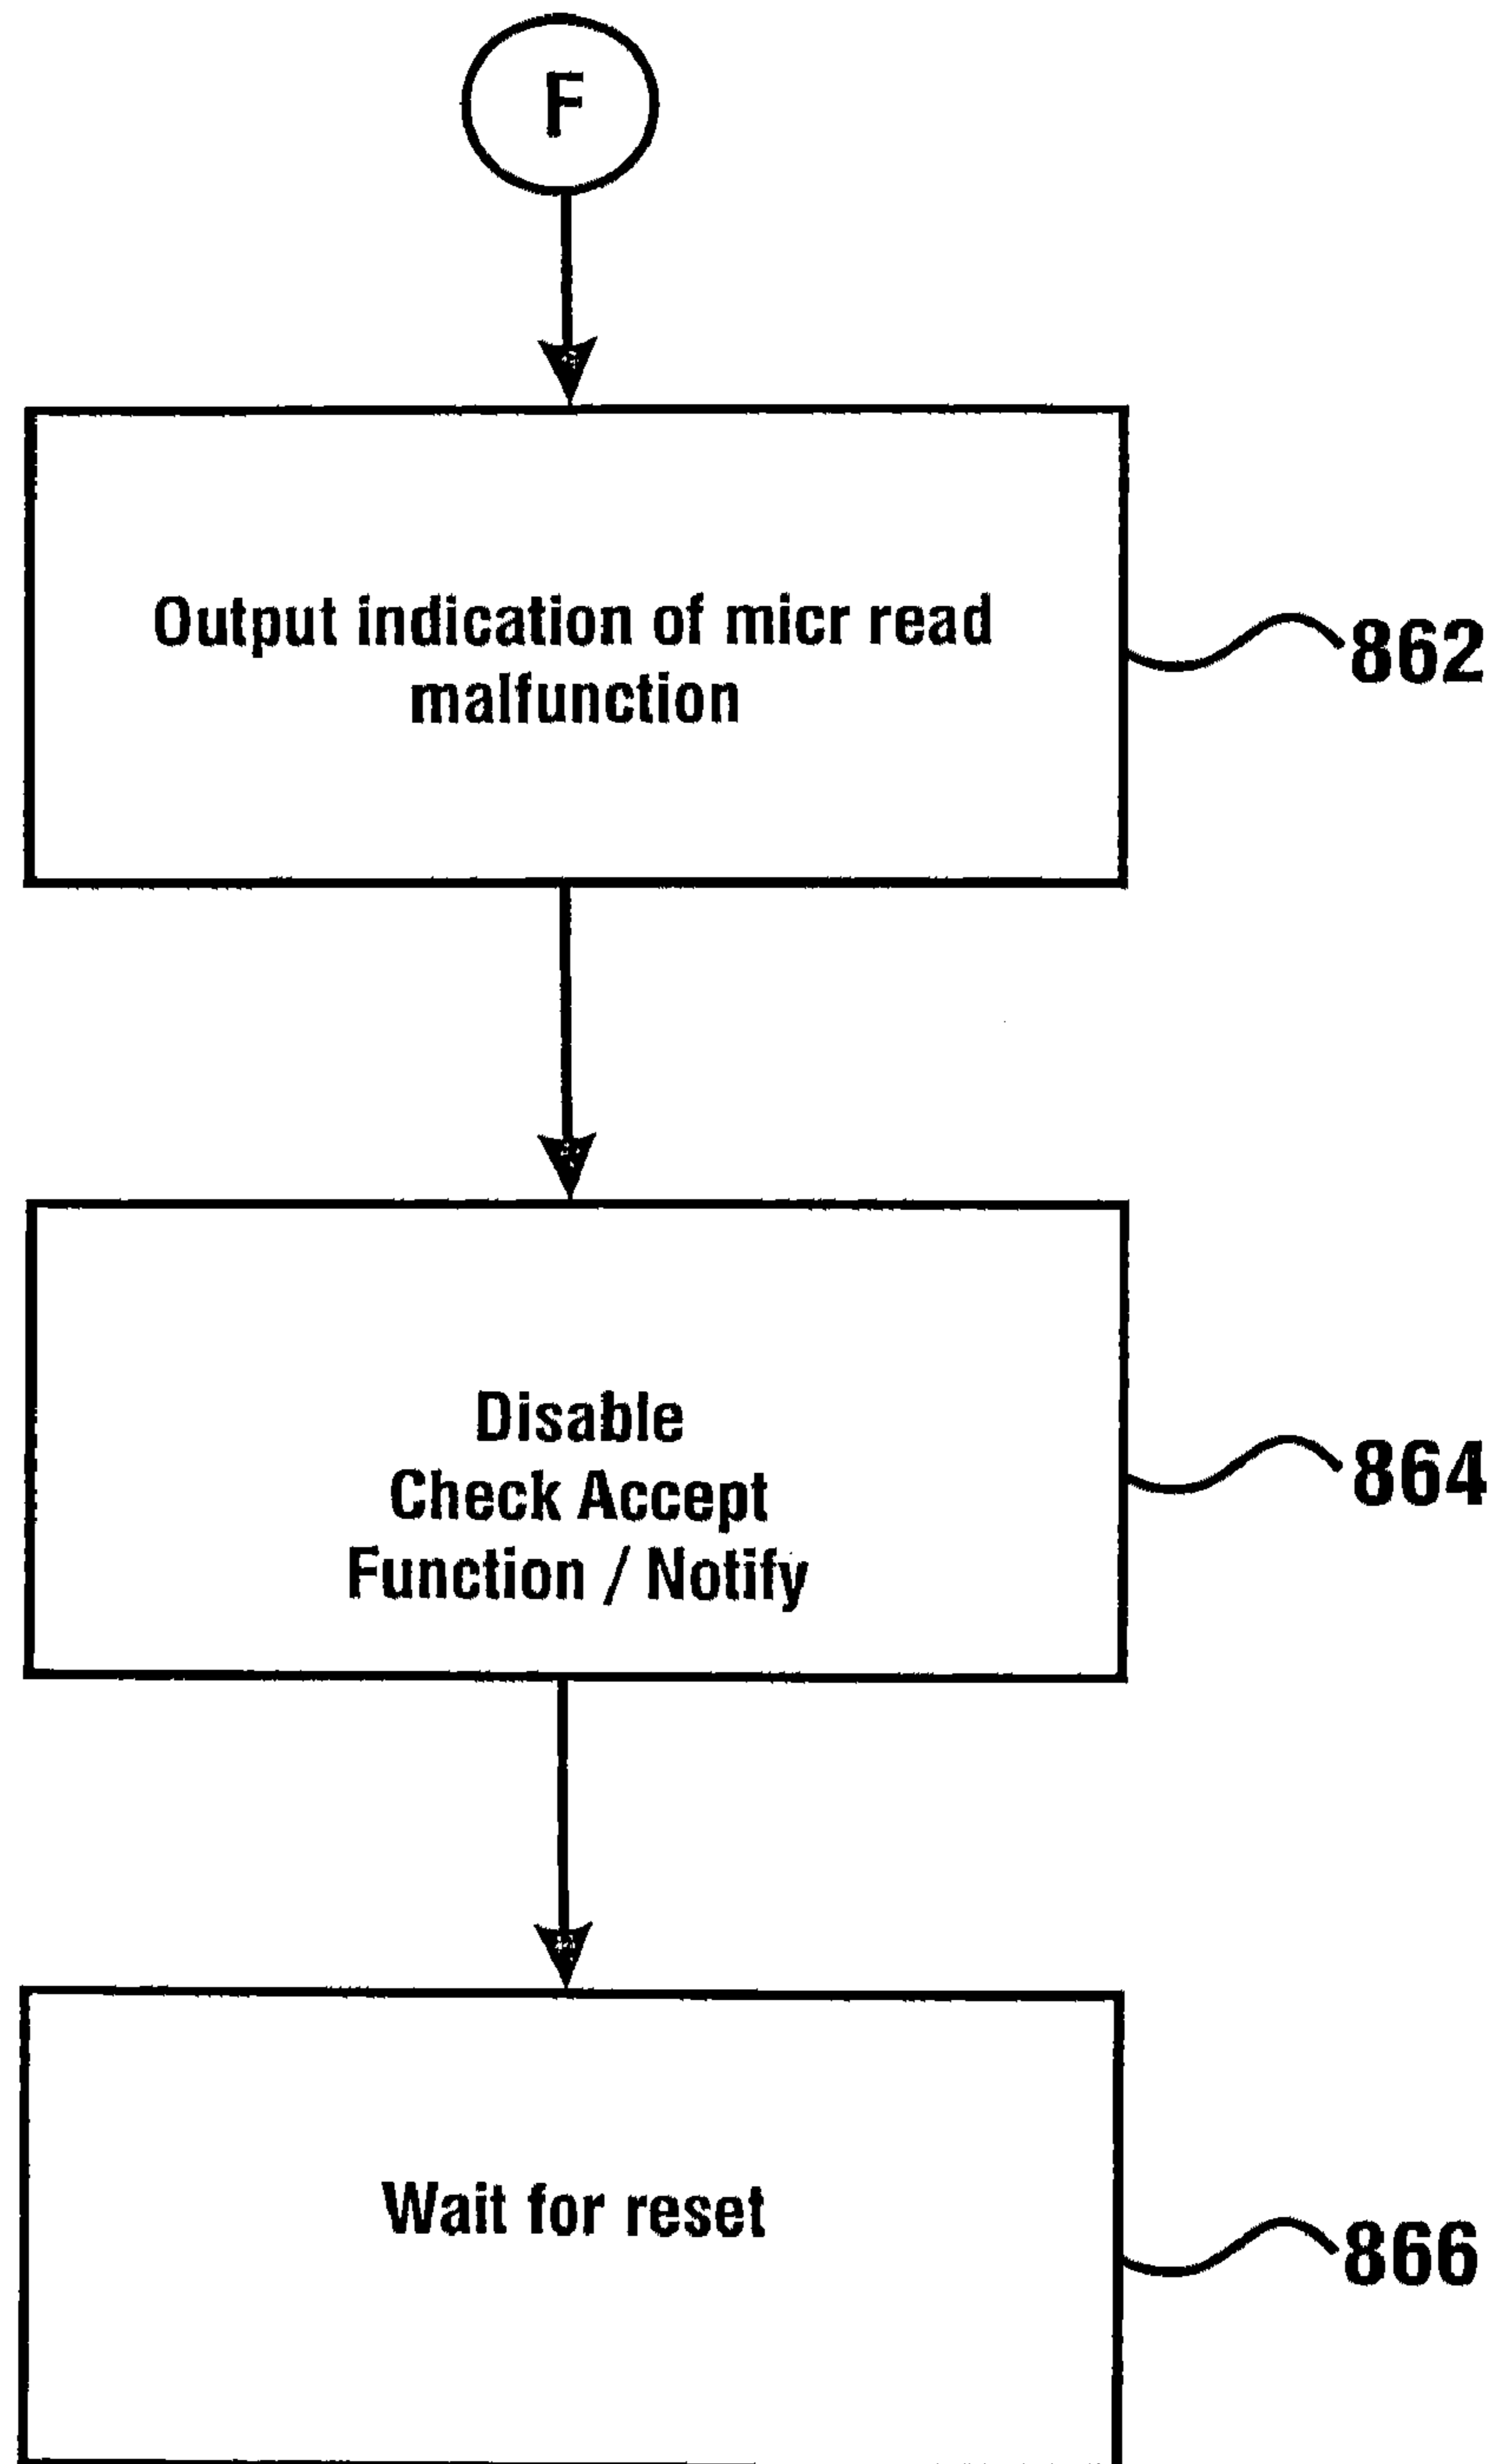 F
Output indication of micr read
malfunction
862
Disable
Check Accept
Function / Notify
864
Wait for reset
866